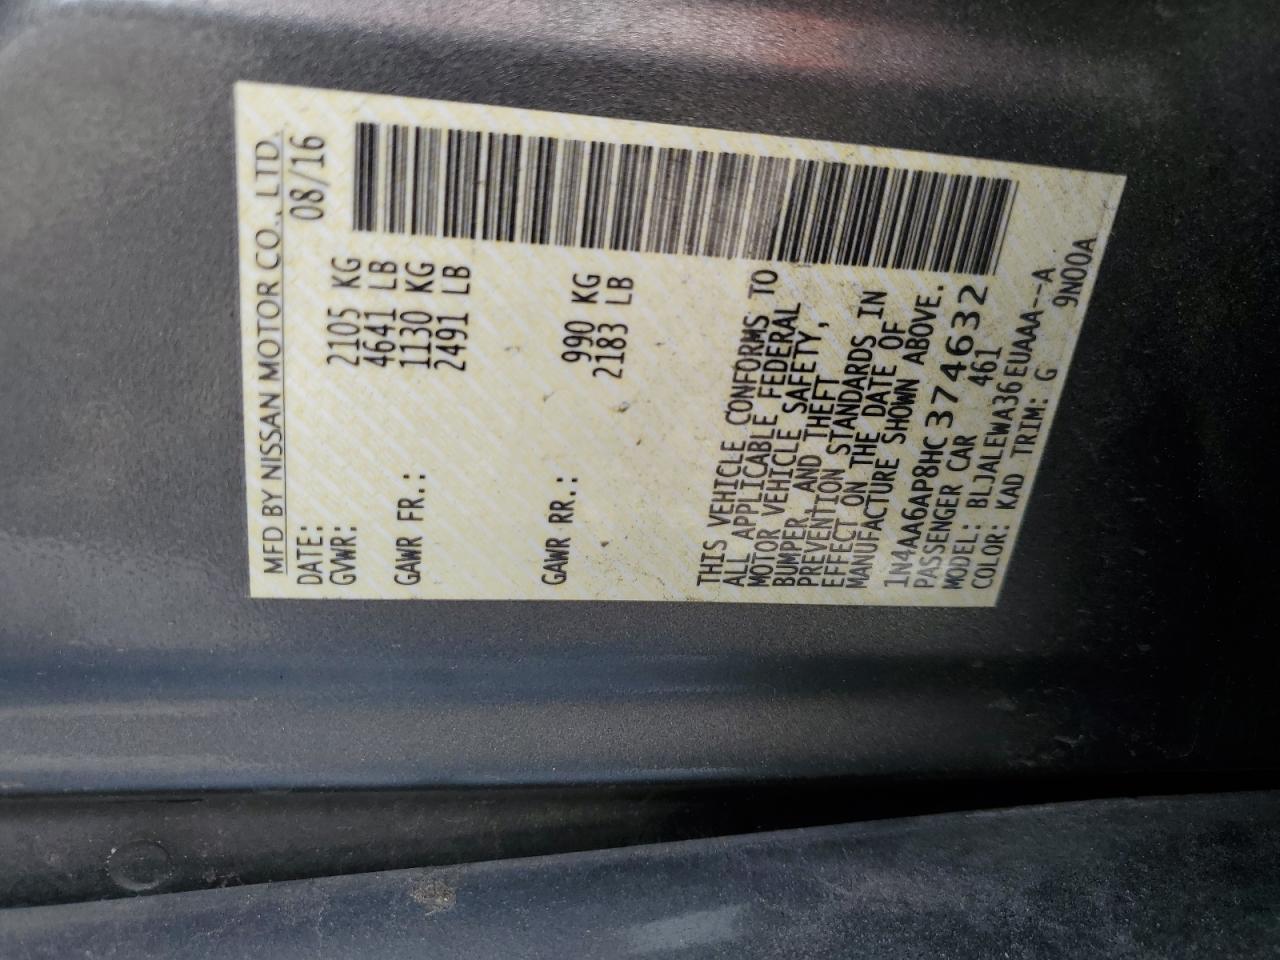 MFD BY NISSAN MOTOR CO., LTD.
DATE: 08/16
GVWR: 2105 KG
4641 LB
GAWR FR.: 1130 KG
2491 LB
GAWR RR.: 990 KG
2183 LB
THIS VEHICLE CONFORMS TO
ALL APPLICABLE FEDERAL
MOTOR VEHICLE SAFETY,
BUMPER, AND THEFT
PREVENTION STANDARDS IN
EFFECT ON THE DATE OF
MANUFACTURE SHOWN ABOVE.
1N4AA6AP8HC374632
PASSENGER CAR 461
MODEL: BLJALEWA36EUAAA---A
COLOR: KAD TRIM: G 9N00A